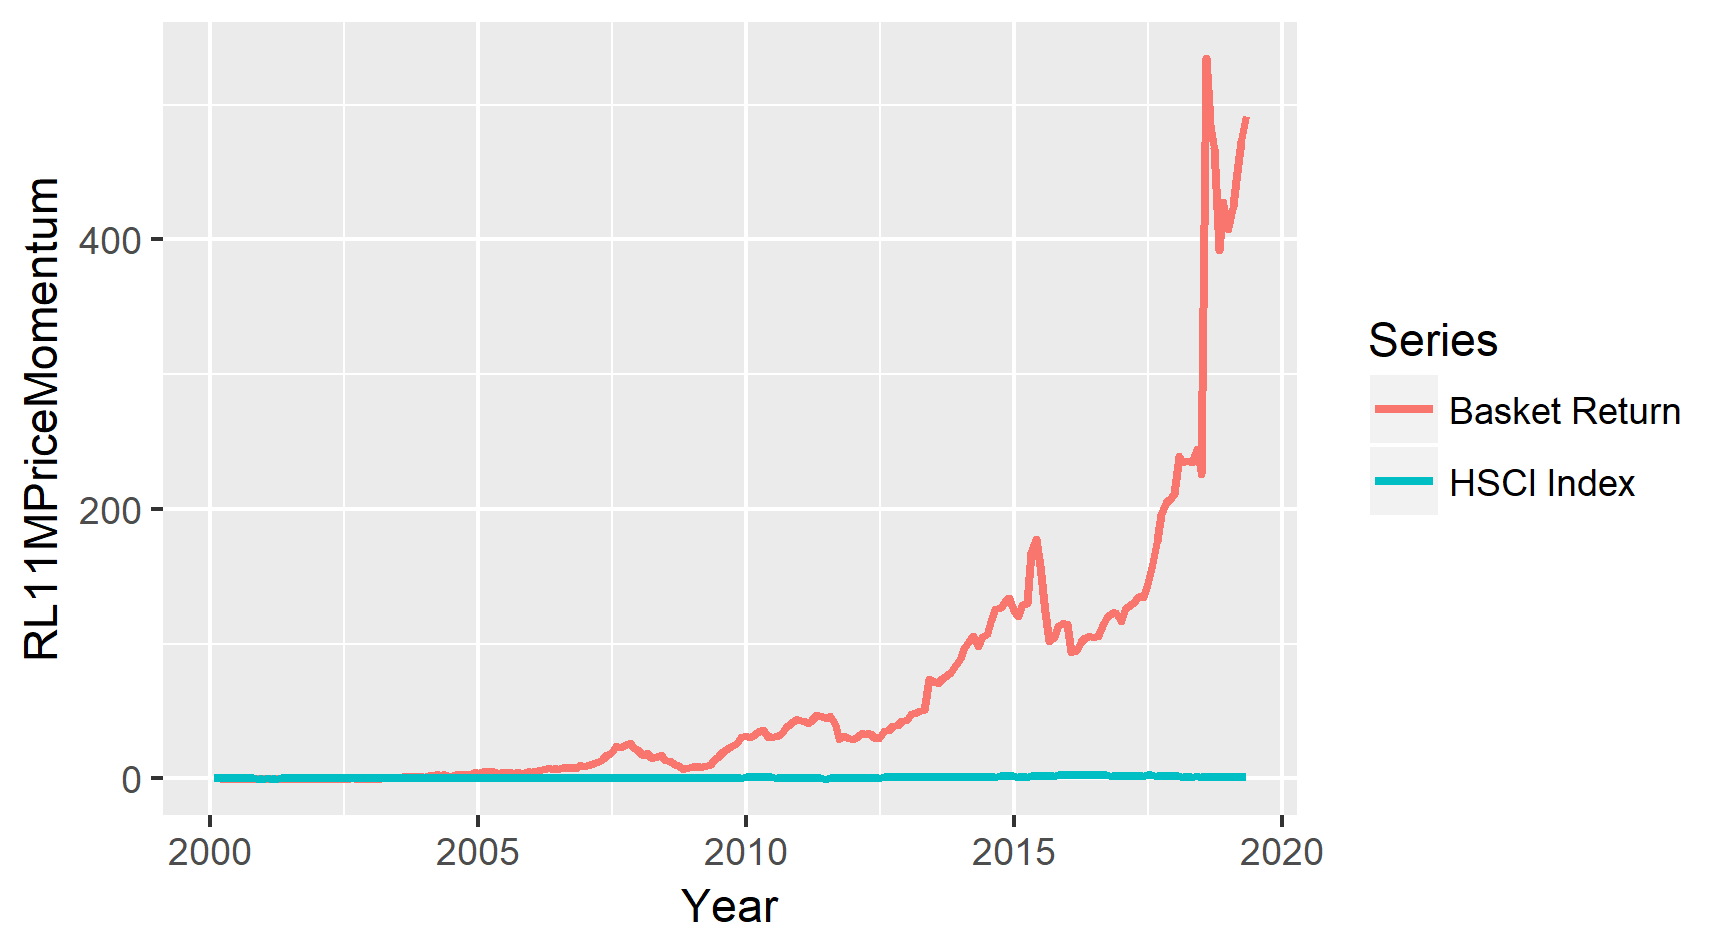 RL11MPriceMomentum
400
200
0
2000 2005 2010 2015 2020
Year
Series
Basket Return
HSCI Index